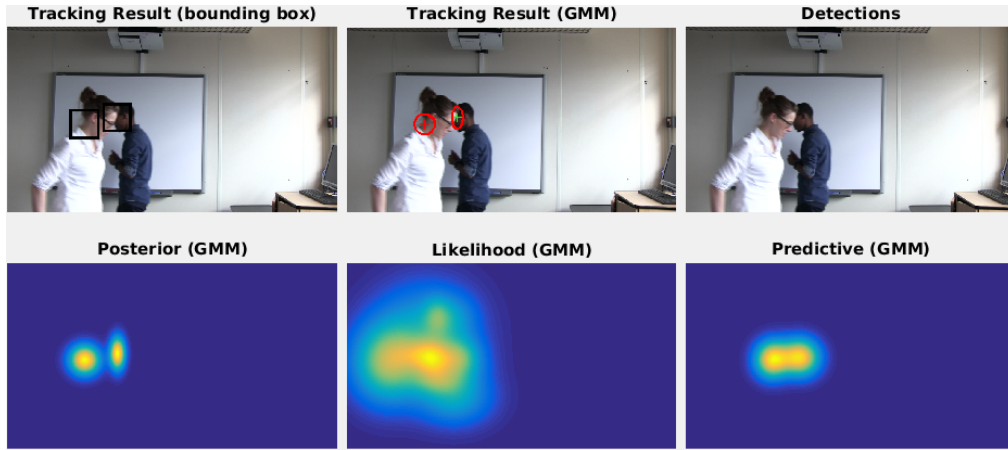 Tracking Result (bounding box)
Tracking Result (GMM)
Detections
Posterior (GMM)
Likelihood (GMM)
Predictive (GMM)